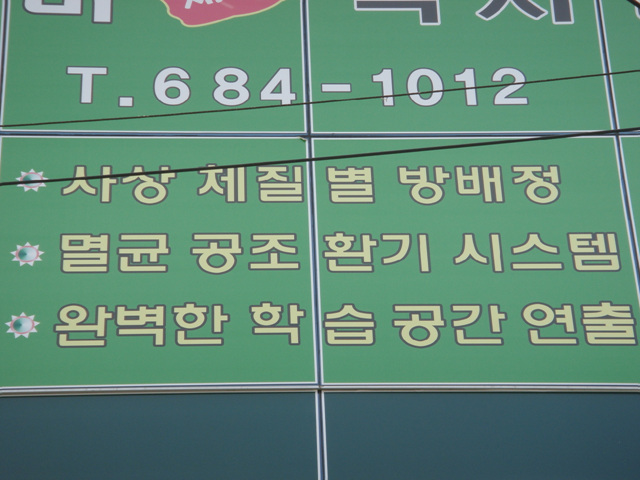 T. 684-1012
사상 체질별 방배정
멸균 공조 환기 시스템
완벽한 학습 공간 연출